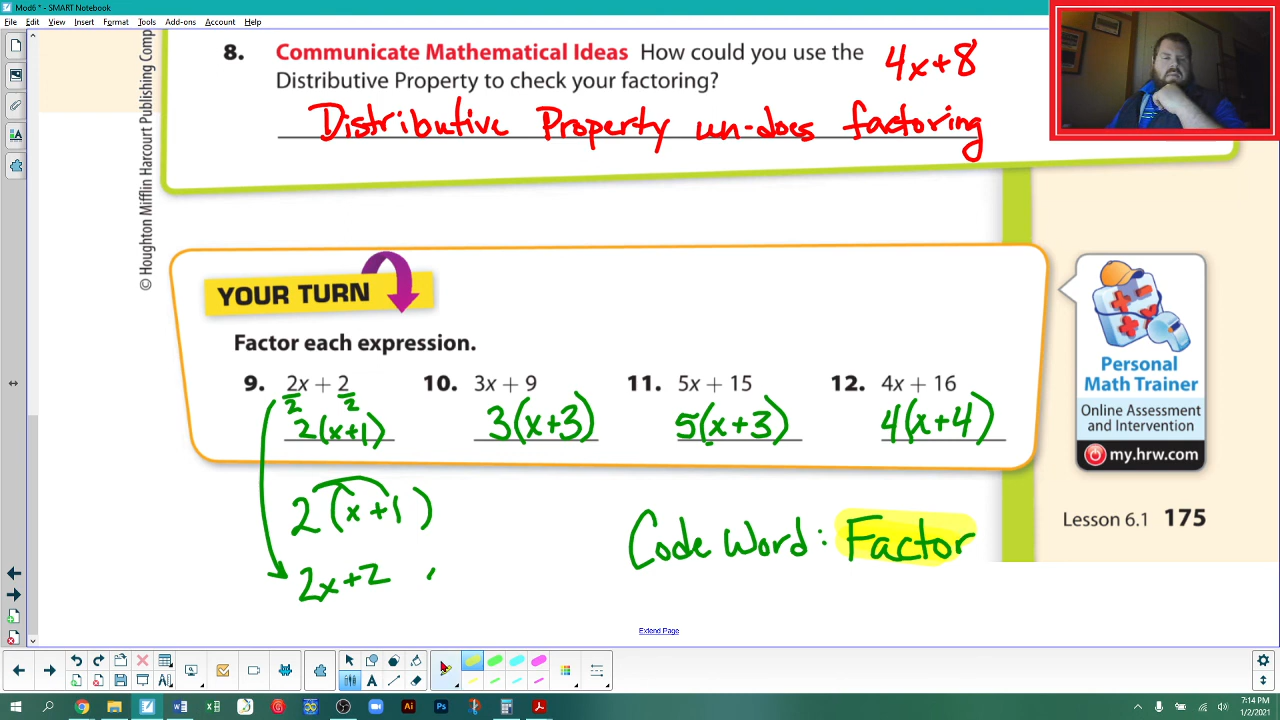 Mod6 * - SMART Notebook
File Edit View Insert Format Tools Add-ons Account Help
© Houghton Mifflin Harcourt Publishing Comp
8. Communicate Mathematical Ideas How could you use the
Distributive Property to check your factoring?
4x+8
Distributive Property un-does factoring
YOUR TURN
Factor each expression.
9. 2x + 2 10. 3x + 9 11. 5x + 15 12. 4x + 16
2 2
2(x+1) 3(x+3) 5(x+3) 4(x+4)
2(x+1)
2x+2
Code Word: Factor
Personal
Math Trainer
Online Assessment
and Intervention
my.hrw.com
Lesson 6.1 175
Extend Page
7:14 PM
1/2/2021